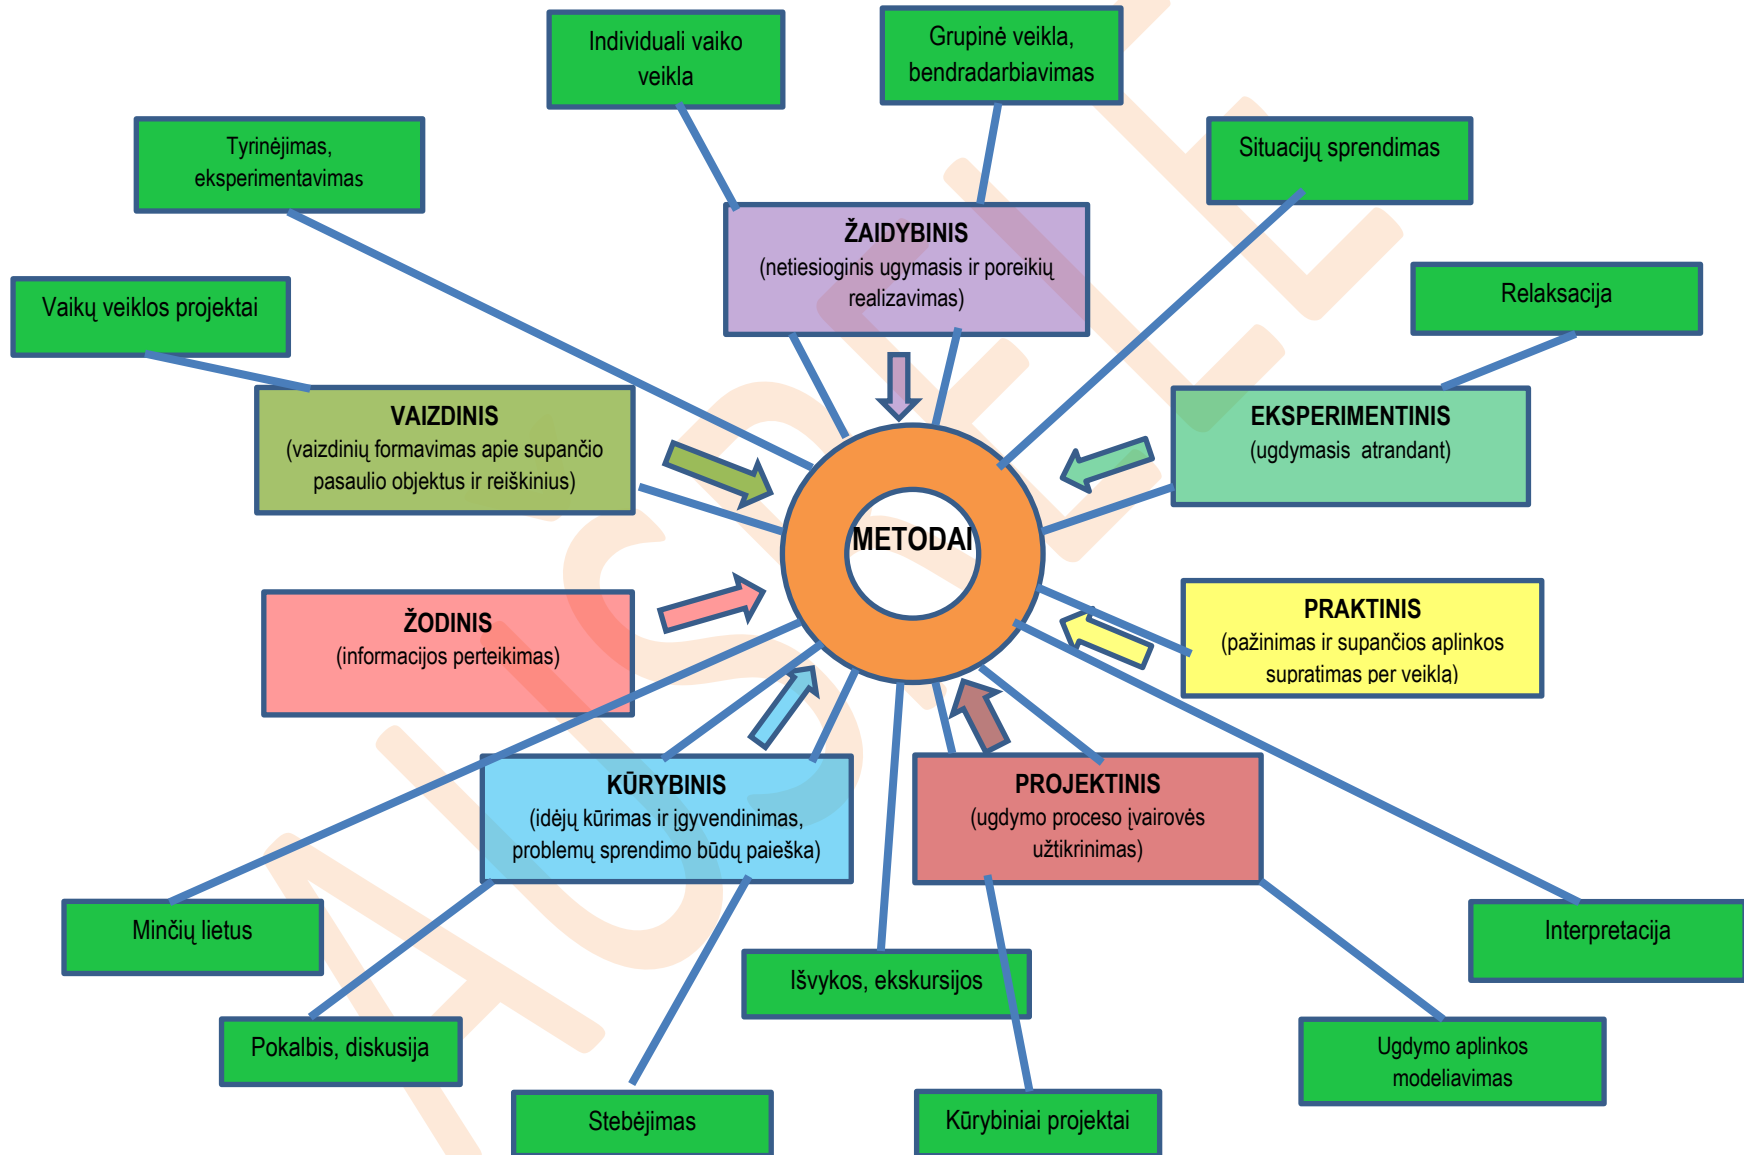 Individuali vaiko
veikla
Grupinė veikla,
bendradarbiavimas
Tyrinėjimas,
eksperimentavimas
Situacijų sprendimas
ŽAIDYBINIS
(netiesioginis ugymasis ir poreikių
realizavimas)
Vaikų veiklos projektai
Relaksacija
VAIZDINIS
(vaizdinių formavimas apie supančio
pasaulio objektus ir reiškinius)
EKSPERIMENTINIS
(ugdymasis atrandant)
METODAI
ŽODINIS
(informacijos perteikimas)
PRAKTINIS
(pažinimas ir supančios aplinkos
supratimas per veiklą)
KŪRYBINIS
(idėjų kūrimas ir įgyvendinimas,
problemų sprendimo būdų paieška)
PROJEKTINIS
(ugdymo proceso įvairovės
užtikrinimas)
Minčių lietus
Interpretacija
Išvykos, ekskursijos
Pokalbis, diskusija
Ugdymo aplinkos
modeliavimas
Stebėjimas
Kūrybiniai projektai